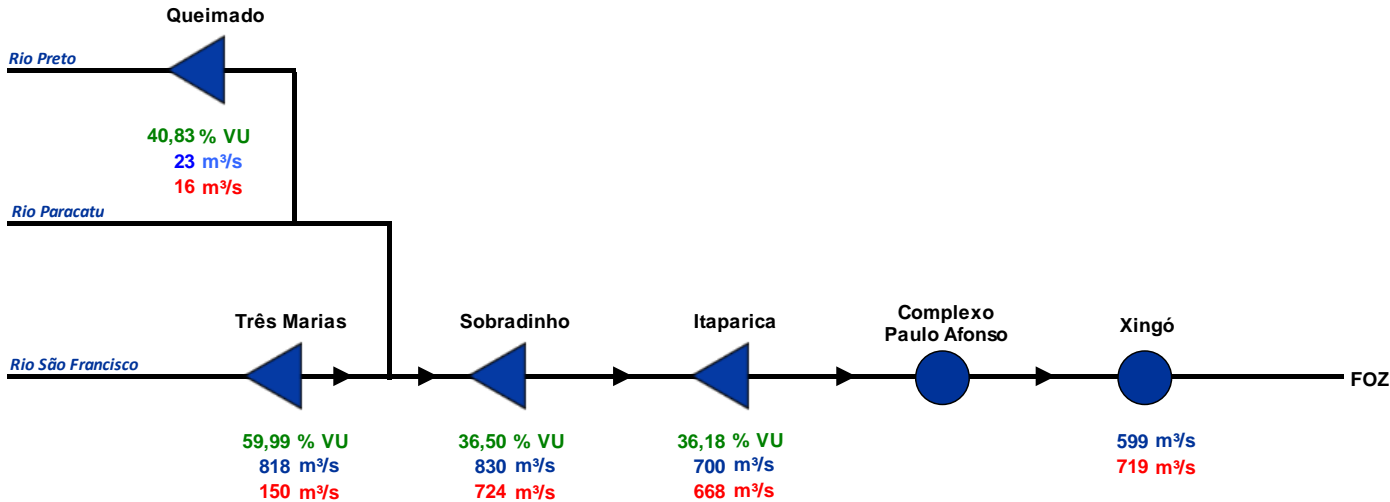 Queimado
Rio Preto
40,83 % VU
23 m³/s
16 m³/s
Rio Paracatu
Três Marias
Sobradinho
Itaparica
Complexo
Paulo Afonso
Xingó
Rio São Francisco
FOZ
59,99 % VU
818 m³/s
150 m³/s
36,50 % VU
830 m³/s
724 m³/s
36,18 % VU
700 m³/s
668 m³/s
599 m³/s
719 m³/s